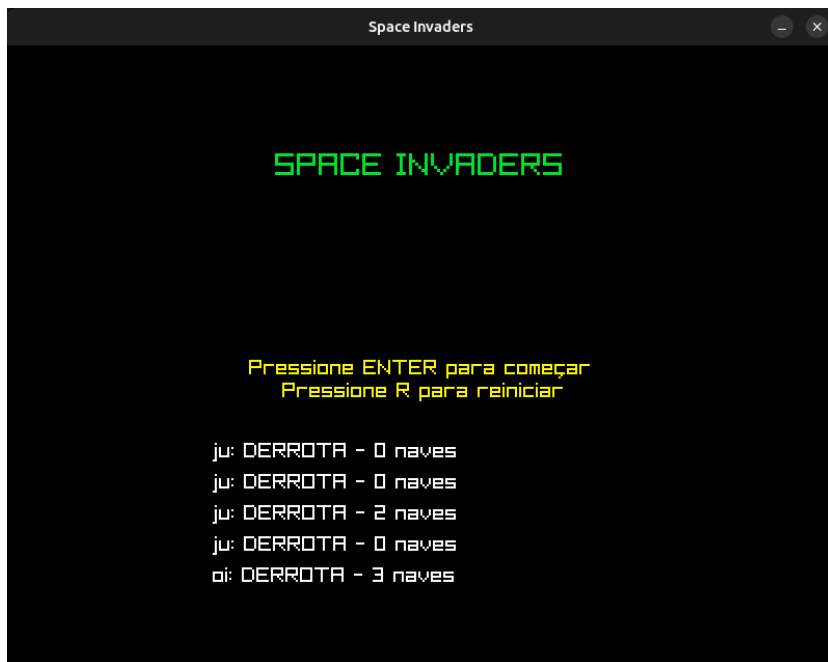 Space Invaders
SPACE INVADERS
Pressione ENTER para começar
Pressione R para reiniciar
ju: DERROTA - 0 naves
ju: DERROTA - 0 naves
ju: DERROTA - 2 naves
ju: DERROTA - 0 naves
oi: DERROTA - 3 naves